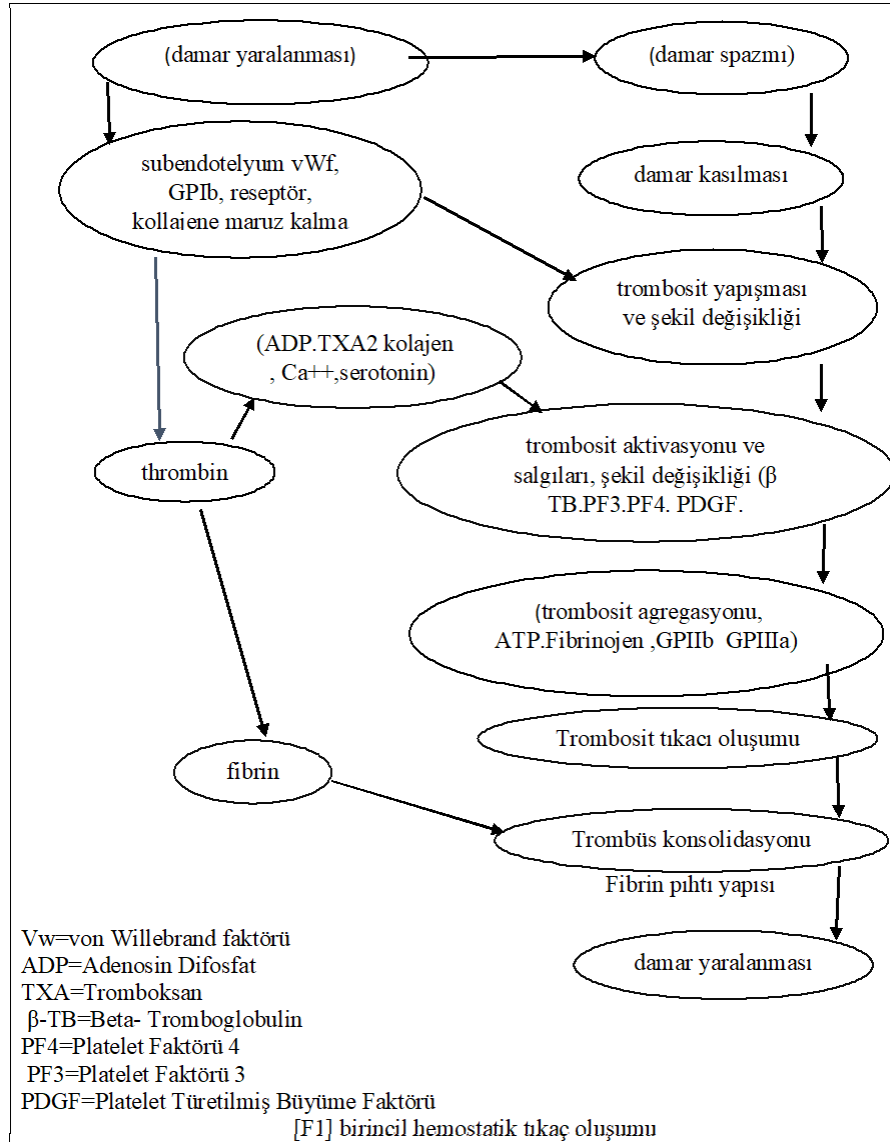 (damar yaralanması)
(damar spazmı)
subendotelyum vWf,
GPIb, reseptör,
kollajene maruz kalma
damar kasılması
trombosit yapışması
ve şekil değişikliği
(ADP.TXA2 kolajen
, Ca++,serotonin)
thrombin
trombosit aktivasyonu ve
salgıları, şekil değişikliği (β
TB.PF3.PF4. PDGF.
(trombosit agregasyonu,
ATP.Fibrinojen ,GPIIb GPIIIa)
Trombosit tıkacı oluşumu
fibrin
Trombüs konsolidasyonu
Fibrin pıhtı yapısı
damar yaralanması
Vw=von Willebrand faktörü
ADP=Adenosin Difosfat
TXA=Tromboksan
β-TB=Beta- Tromboglobulin
PF4=Platelet Faktörü 4
PF3=Platelet Faktörü 3
PDGF=Platelet Türetilmiş Büyüme Faktörü
[F1] birincil hemostatik tıkaç oluşumu